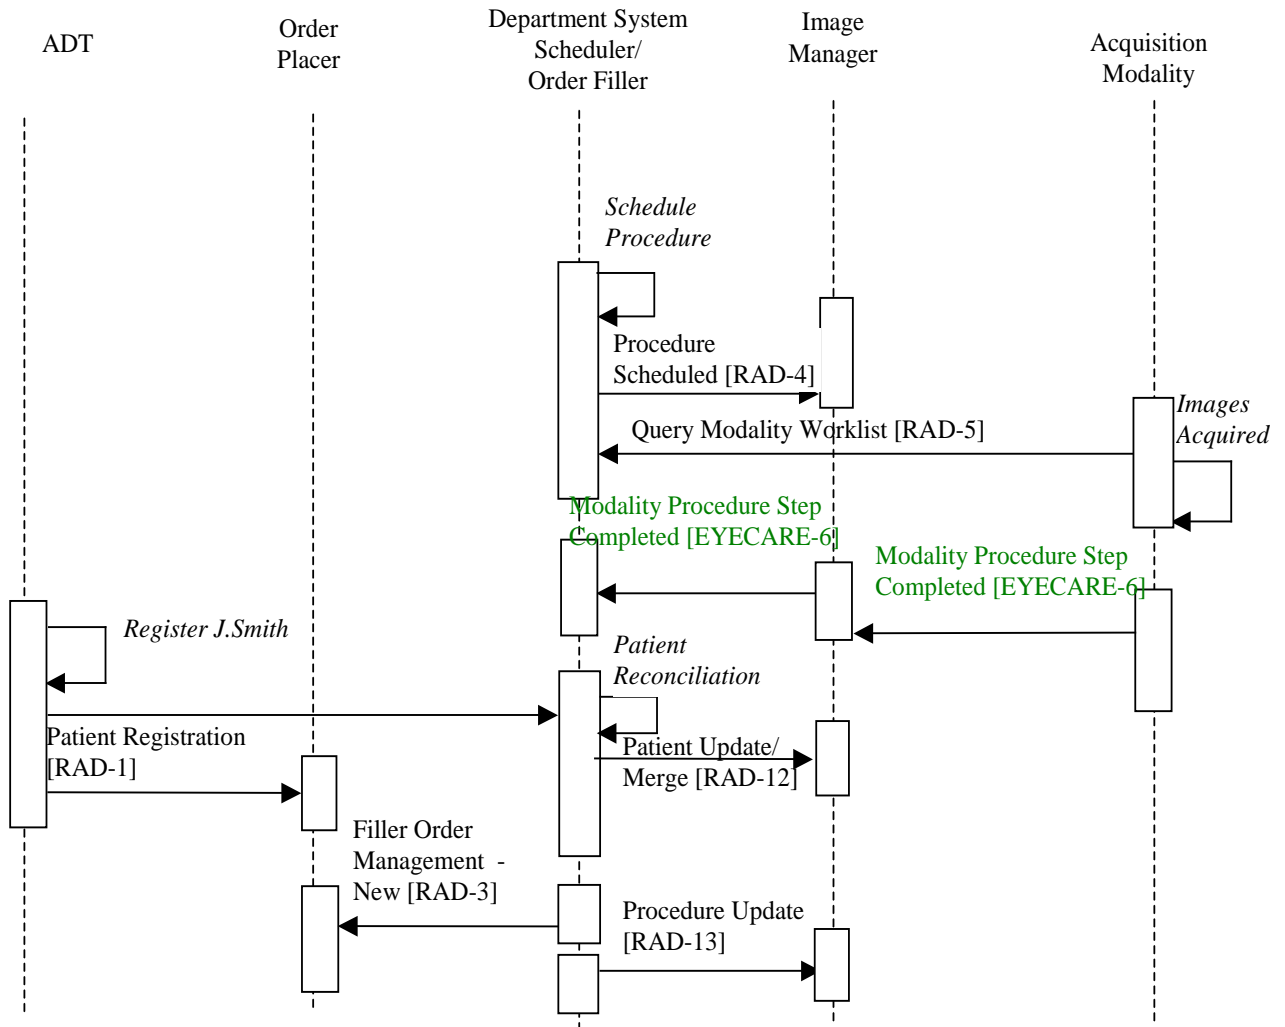 ADT
Order
Placer
Department System
Scheduler/
Order Filler
Image
Manager
Acquisition
Modality
Schedule
Procedure
Procedure
Scheduled [RAD-4]
Images
Acquired
Query Modality Worklist [RAD-5]
Modality Procedure Step
Completed [EYECARE-6]
Modality Procedure Step
Completed [EYECARE-6]
Register J.Smith
Patient
Reconciliation
Patient Registration
[RAD-1]
Patient Update/
Merge [RAD-12]
Filler Order
Management -
New [RAD-3]
Procedure Update
[RAD-13]